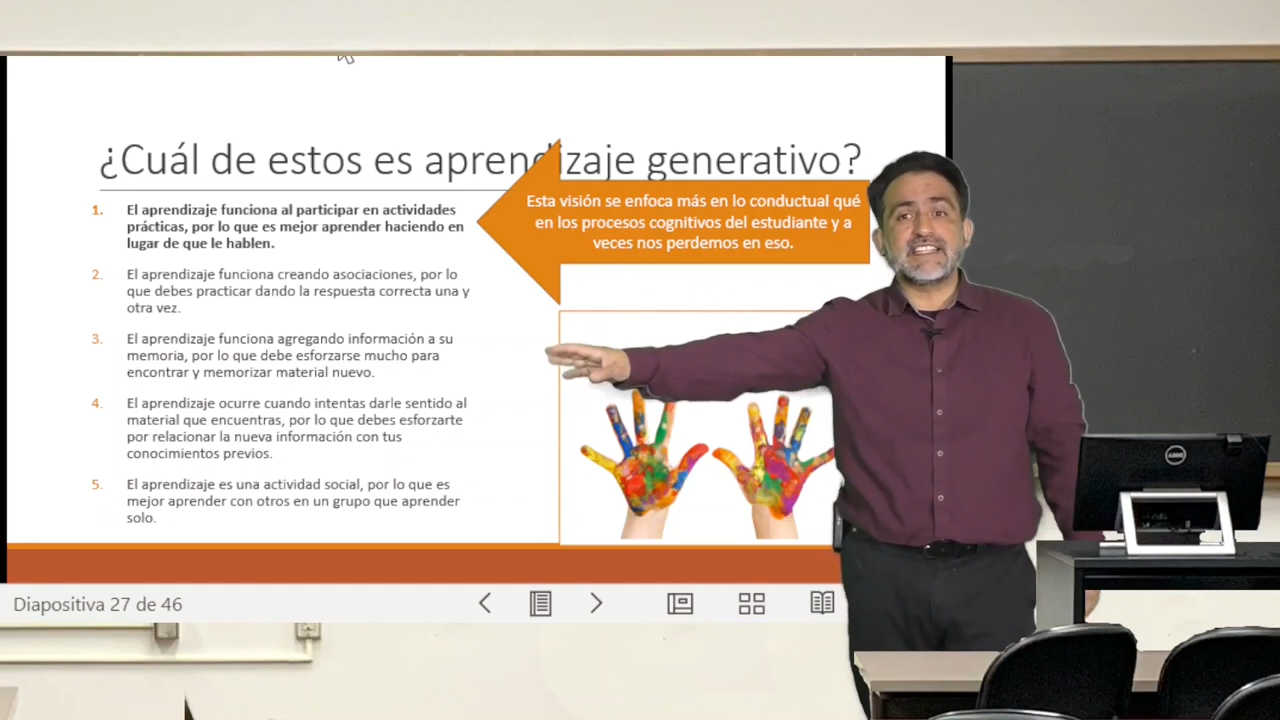 ¿Cuál de estos es aprendizaje generativo?
1. El aprendizaje funciona al participar en actividades
prácticas, por lo que es mejor aprender haciendo en
lugar de que le hablen.
2. El aprendizaje funciona creando asociaciones, por lo
que debes practicar dando la respuesta correcta una y
otra vez.
3. El aprendizaje funciona agregando información a su
memoria, por lo que debe esforzarse mucho para
encontrar y memorizar material nuevo.
4. El aprendizaje ocurre cuando intentas darle sentido al
material que encuentras, por lo que debes esforzarte
por relacionar la nueva información con tus
conocimientos previos.
5. El aprendizaje es una actividad social, por lo que es
mejor aprender con otros en un grupo que aprender
solo.
Esta visión se enfoca más en lo conductual qué
en los procesos cognitivos del estudiante y a
veces nos perdemos en eso.
Diapositiva 27 de 46
DELL